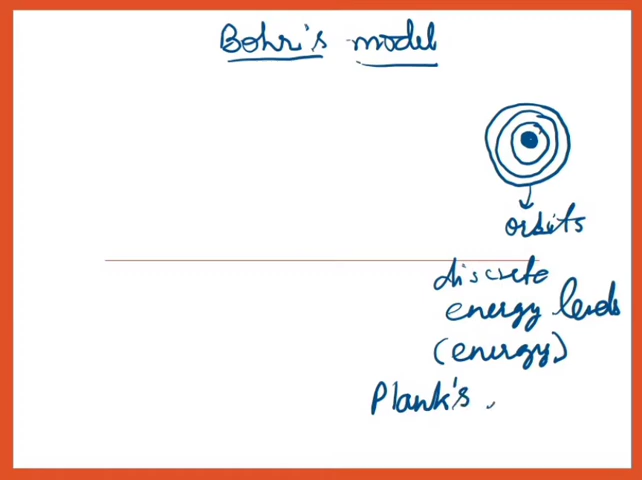 Bohr's model
orbits
discrete
energy levels
(energy)
Plank's